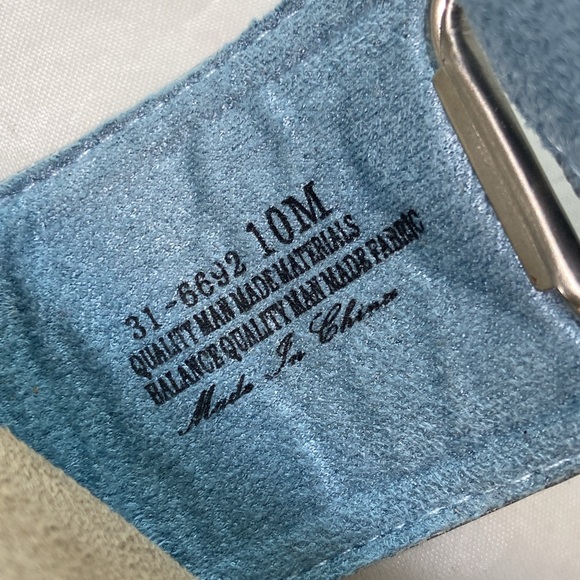 31-6692 10M
QUALITY MAN MADE MATERIALS
BALANCE QUALITY MAN MADE FABRIC
Made In China